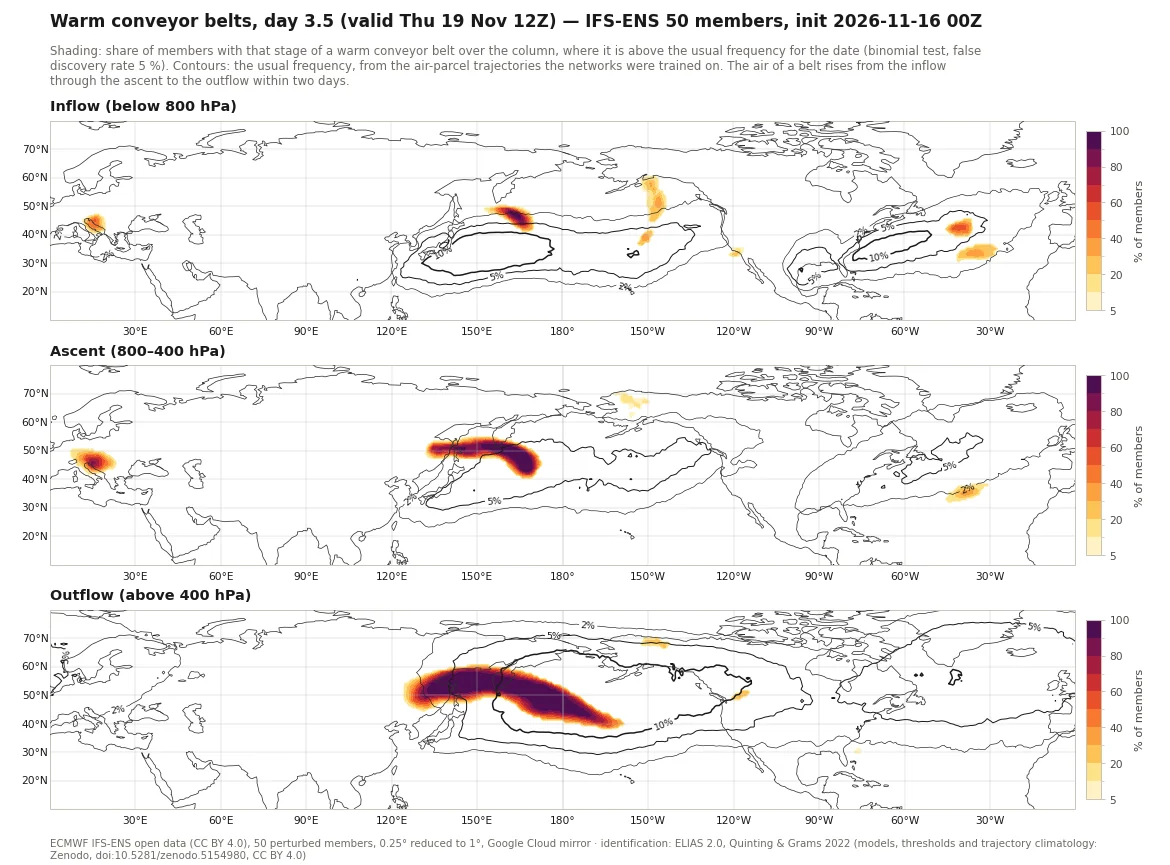 Warm conveyor belts, day 3.5 (valid Thu 19 Nov 12Z) — IFS-ENS 50 members, init 2026-11-16 00Z
Shading: share of members with that stage of a warm conveyor belt over the column, where it is above the usual frequency for the date (binomial test, false
discovery rate 5 %). Contours: the usual frequency, from the air-parcel trajectories the networks were trained on. The air of a belt rises from the inflow
through the ascent to the outflow within two days.
Inflow (below 800 hPa)
70°N
60°N
50°N
40°N
30°N
20°N
2%
10%
5%
2%
2%
5%
10%
5%
30°E 60°E 90°E 120°E 150°E 180° 150°W 120°W 90°W 60°W 30°W
100
80
60
40
20
5
% of members
Ascent (800–400 hPa)
70°N
60°N
50°N
40°N
30°N
20°N
2%
5%
5%
2%
30°E 60°E 90°E 120°E 150°E 180° 150°W 120°W 90°W 60°W 30°W
100
80
60
40
20
5
% of members
Outflow (above 400 hPa)
70°N
60°N
50°N
40°N
30°N
20°N
2%
2%
5%
10%
5%
30°E 60°E 90°E 120°E 150°E 180° 150°W 120°W 90°W 60°W 30°W
100
80
60
40
20
5
% of members
ECMWF IFS-ENS open data (CC BY 4.0), 50 perturbed members, 0.25° reduced to 1°, Google Cloud mirror · identification: ELIAS 2.0, Quinting & Grams 2022 (models, thresholds and trajectory climatology:
Zenodo, doi:10.5281/zenodo.5154980, CC BY 4.0)